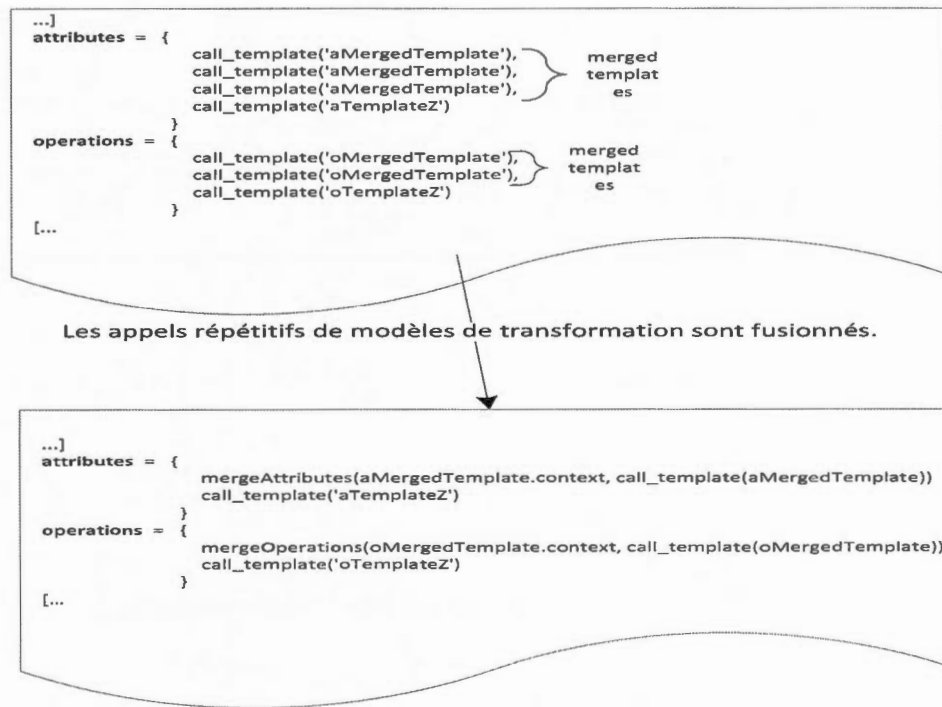 ...]
attributes = {
call_template('aMergedTemplate'),
call_template('aMergedTemplate'),
call_template('aMergedTemplate'),
call_template('aTemplateZ')
}
merged
templat
es
operations = {
call_template('oMergedTemplate'),
call_template('oMergedTemplate'),
call_template('oTemplateZ')
}
merged
templat
es
[...
Les appels répétitifs de modèles de transformation sont fusionnés.
...]
attributes = {
mergeAttributes(aMergedTemplate.context, call_template(aMergedTemplate))
call_template('aTemplateZ')
}
operations = {
mergeOperations(oMergedTemplate.context, call_template(oMergedTemplate))
call_template('oTemplateZ')
}
[...